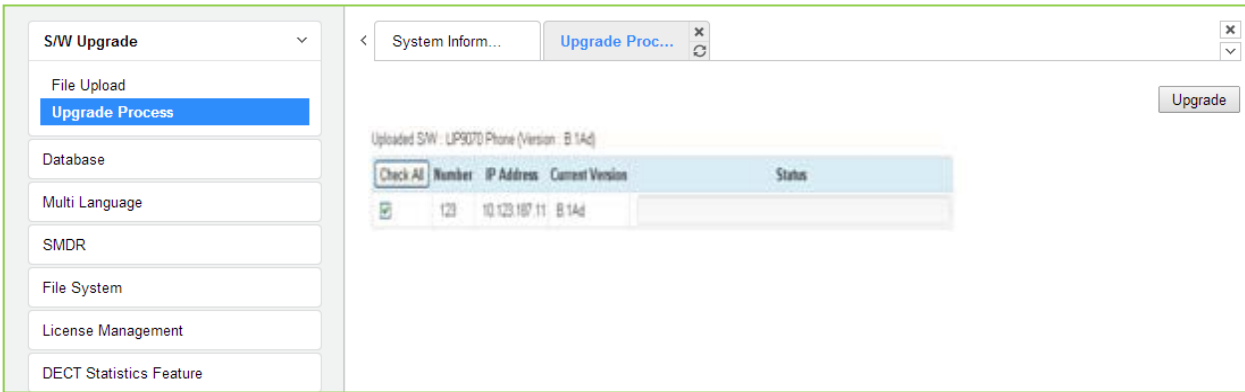 S/W Upgrade
File Upload
Upgrade Process
Database
Multi Language
SMDR
File System
License Management
DECT Statistics Feature
System Inform...
Upgrade Proc...
Upgrade
Uploaded S/W : LIP9070 Phone (Version : B.1Ad)
Check All Number IP Address Current Version Status
123 10.123.187.11 B.1Ad